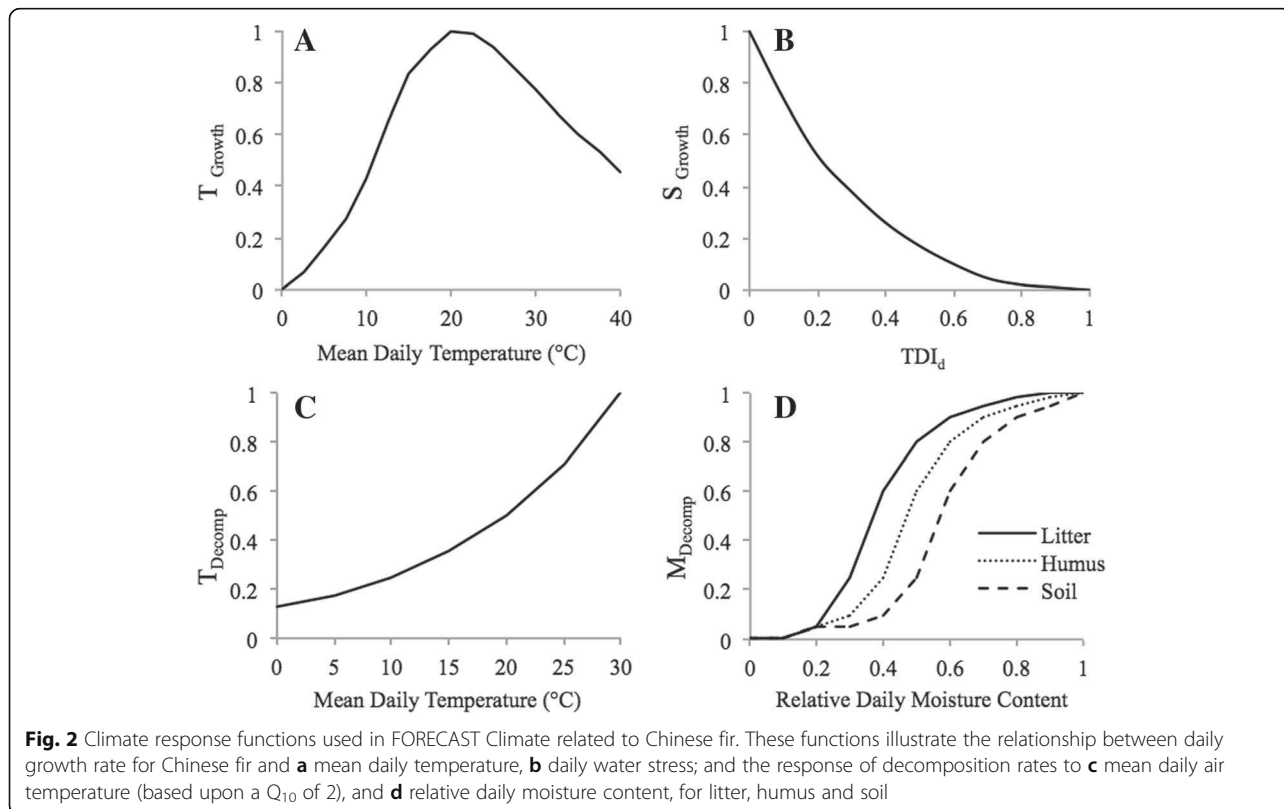 A
T Growth
1
0.8
0.6
0.4
0.2
0
0 10 20 30 40
Mean Daily Temperature (°C)
B
S Growth
1
0.8
0.6
0.4
0.2
0
0 0.2 0.4 0.6 0.8 1
TDI_d
C
T_Decomp
1
0.8
0.6
0.4
0.2
0
0 5 10 15 20 25 30
Mean Daily Temperature (°C)
D
M_Decomp
1
0.8
0.6
0.4
0.2
0
Litter
Humus
Soil
0 0.2 0.4 0.6 0.8 1
Relative Daily Moisture Content
Fig. 2 Climate response functions used in FORECAST Climate related to Chinese fir. These functions illustrate the relationship between daily
growth rate for Chinese fir and a mean daily temperature, b daily water stress; and the response of decomposition rates to c mean daily air
temperature (based upon a Q10 of 2), and d relative daily moisture content, for litter, humus and soil